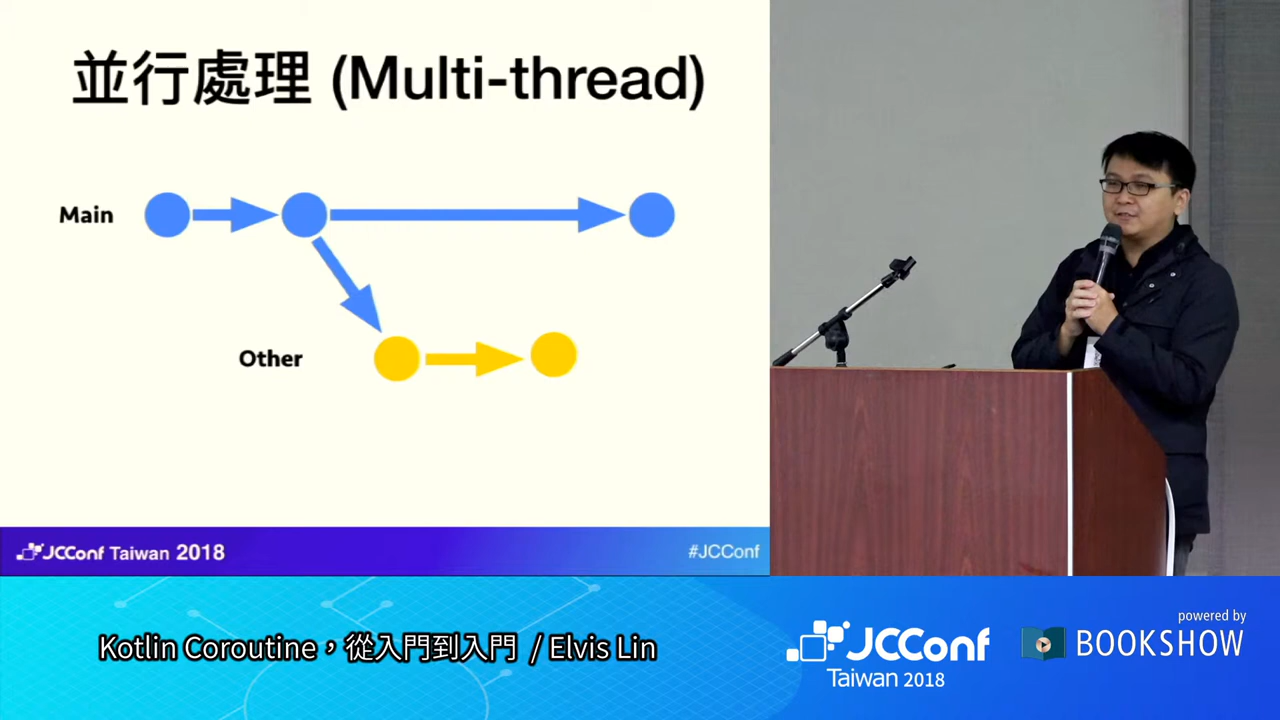 並行處理 (Multi-thread)
Main
Other
JCConf Taiwan 2018
#JCConf
Kotlin Coroutine，從入門到入門 / Elvis Lin
JCConf
Taiwan 2018
powered by
BOOKSHOW